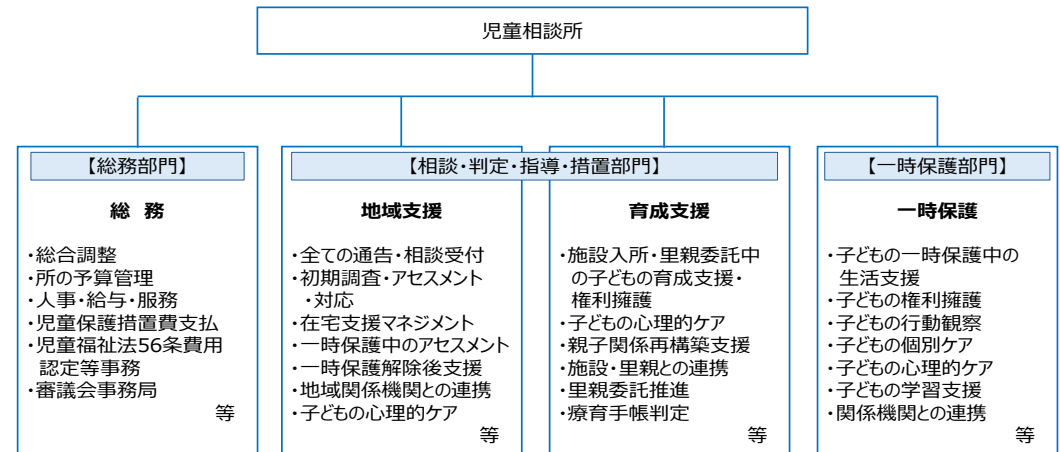 児童相談所
【総務部門】
総 務
・総合調整
・所の予算管理
・人事・給与・服務
・児童保護措置費支払
・児童福祉法56条費用
認定等事務
・審議会事務局
等
【相談・判定・指導・措置部門】
地域支援
・全ての通告・相談受付
・初期調査・アセスメント
・対応
・在宅支援マネジメント
・一時保護中のアセスメント
・一時保護解除後支援
・地域関係機関との連携
・子どもの心理的ケア
等
育成支援
・施設入所・里親委託中
の子どもの育成支援・
権利擁護
・子どもの心理的ケア
・親子関係再構築支援
・施設・里親との連携
・里親委託推進
・療育手帳判定
等
【一時保護部門】
一時保護
・子どもの一時保護中の
生活支援
・子どもの権利擁護
・子どもの行動観察
・子どもの個別ケア
・子どもの心理的ケア
・子どもの学習支援
・関係機関との連携
等